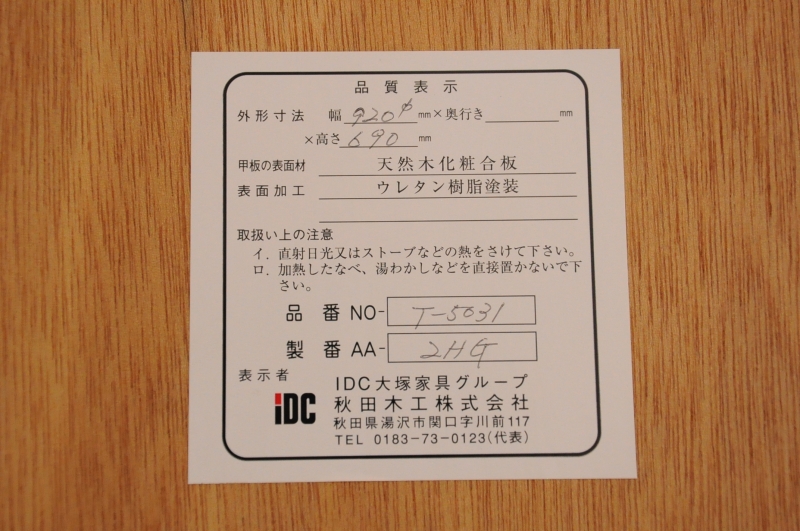 品質表示
外形寸法 幅 920φ mm×奥行き mm
×高さ 690 mm
甲板の表面材 天然木化粧合板
表面加工 ウレタン樹脂塗装
取扱い上の注意
イ. 直射日光又はストーブなどの熱をさけて下さい。
ロ. 加熱したなべ、湯わかしなどを直接置かないで下
さい。
品番 NO- T-5031
製番 AA- 2HG
表示者 IDC大塚家具グループ
iDC 秋田木工株式会社
秋田県湯沢市関口字川前117
TEL 0183-73-0123(代表)